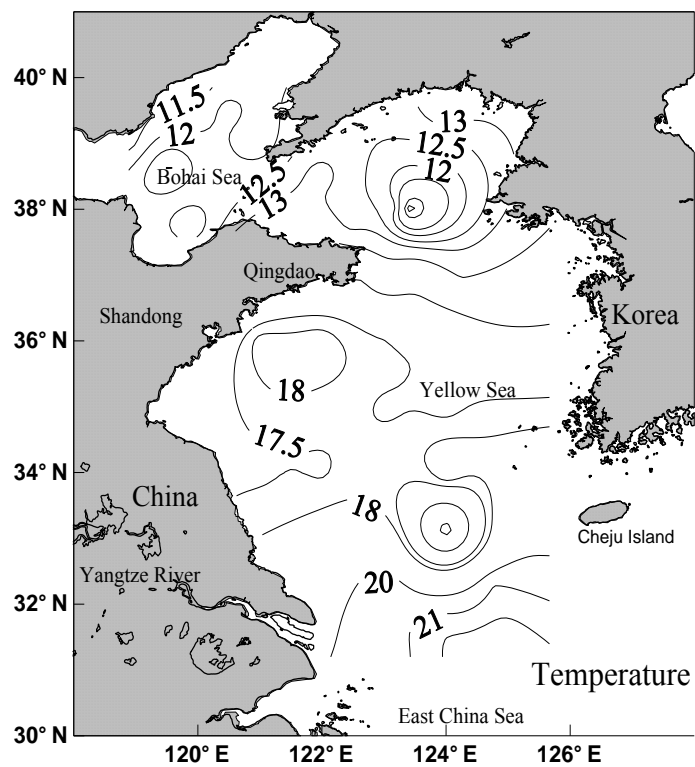 40° N
11.5
13
12
12.5
12
Bohai Sea
12.5
38° N
13
Qingdao
Shandong
Korea
36° N
18
Yellow Sea
17.5
34° N
China
18
Cheju Island
Yangtze River
20
32° N
21
Temperature
East China Sea
30° N
120° E
122° E
124° E
126° E